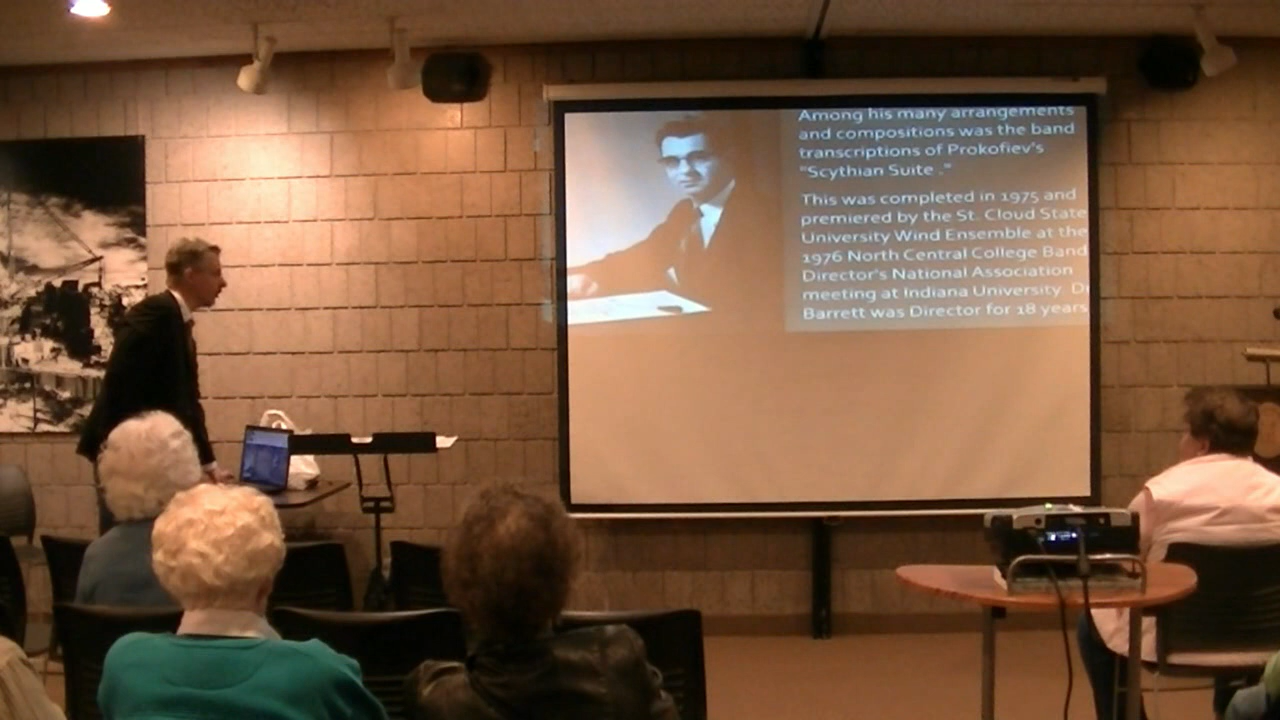 Among his many arrangements
and compositions was the band
transcriptions of Prokofiev's
"Scythian Suite ."
This was completed in 1975 and
premiered by the St. Cloud State
University Wind Ensemble at the
1976 North Central College Band
Director's National Association
meeting at Indiana University. Dr
Barrett was Director for 18 years